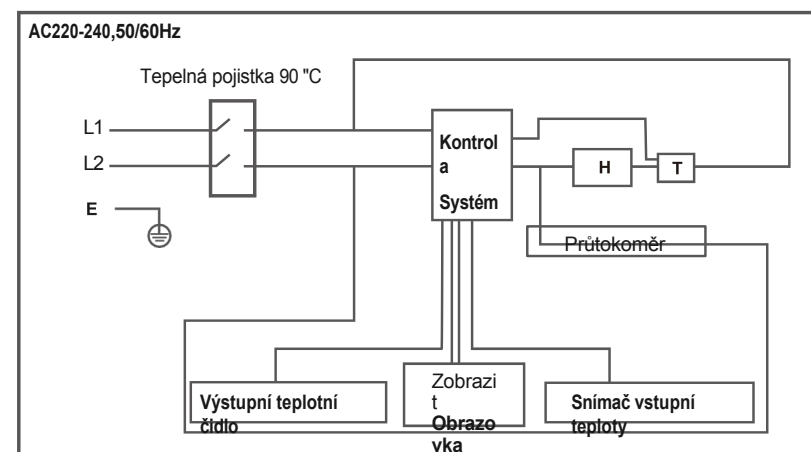 AC220-240,50/60Hz
Tepelná pojistka 90 "C
L1
L2
E
Kontrol
a
Systém
H
T
Průtokoměr
Výstupní teplotní
čidlo
Zobrazi
t
Obrazo
vka
Snímač vstupní
teploty